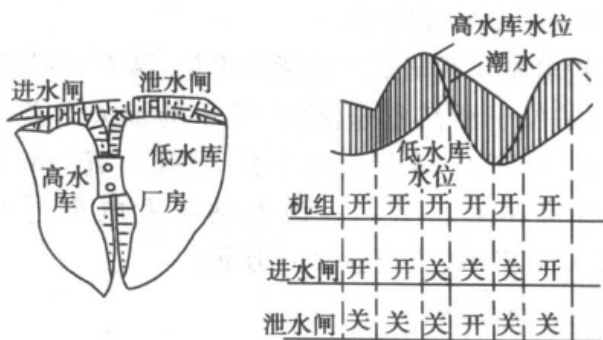 进水闸
泄水闸
高水库
低水库
厂房
高水库水位
潮水
低水库水位
机组 开 开 开 开 开 开
进水闸 开 开 关 关 关 开
泄水闸 关 关 关 开 关 关